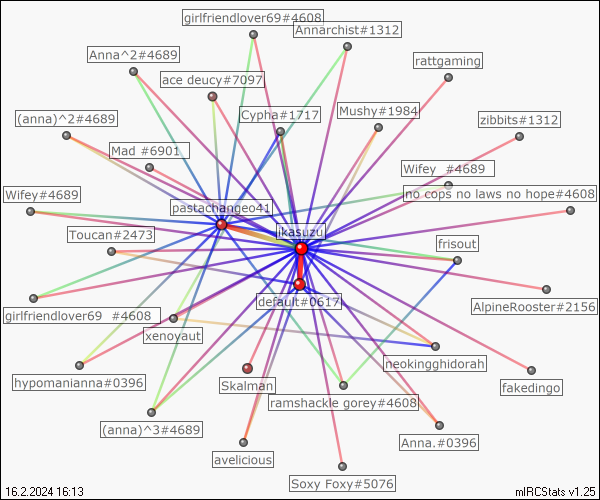 girlfriendlover69#4608
Annarchist#1312
Anna^2#4689
rattgaming
ace deucy#7097
Cypha#1717
Mushy#1984
(anna)^2#4689
zibbits#1312
Mad #6901
Wifey _#4689
Wifey#4689
no cops no laws no hope#4608
pastachangeo41
Toucan#2473
jkasuzu
frisout
default#0617
AlpineRooster#2156
girlfriendlover69 _#4608
xenoyaut
neokingghidorah
hypomanianna#0396
Skalman
fakedingo
ramshackle gorey#4608
(anna)^3#4689
Anna.#0396
avelicious
Soxy Foxy#5076
16.2.2024 16:13
mIRCStats v1.25